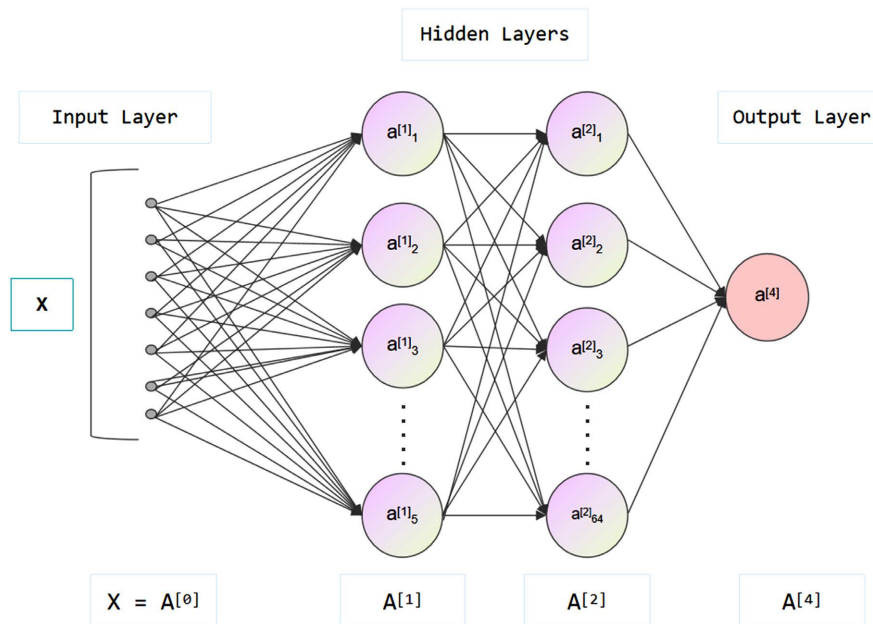 Hidden Layers
Input Layer
Output Layer
X
a[1]1
a[1]2
a[1]3
a[1]5
a[2]1
a[2]2
a[2]3
a[2]64
a[4]
X = A[0]
A[1]
A[2]
A[4]